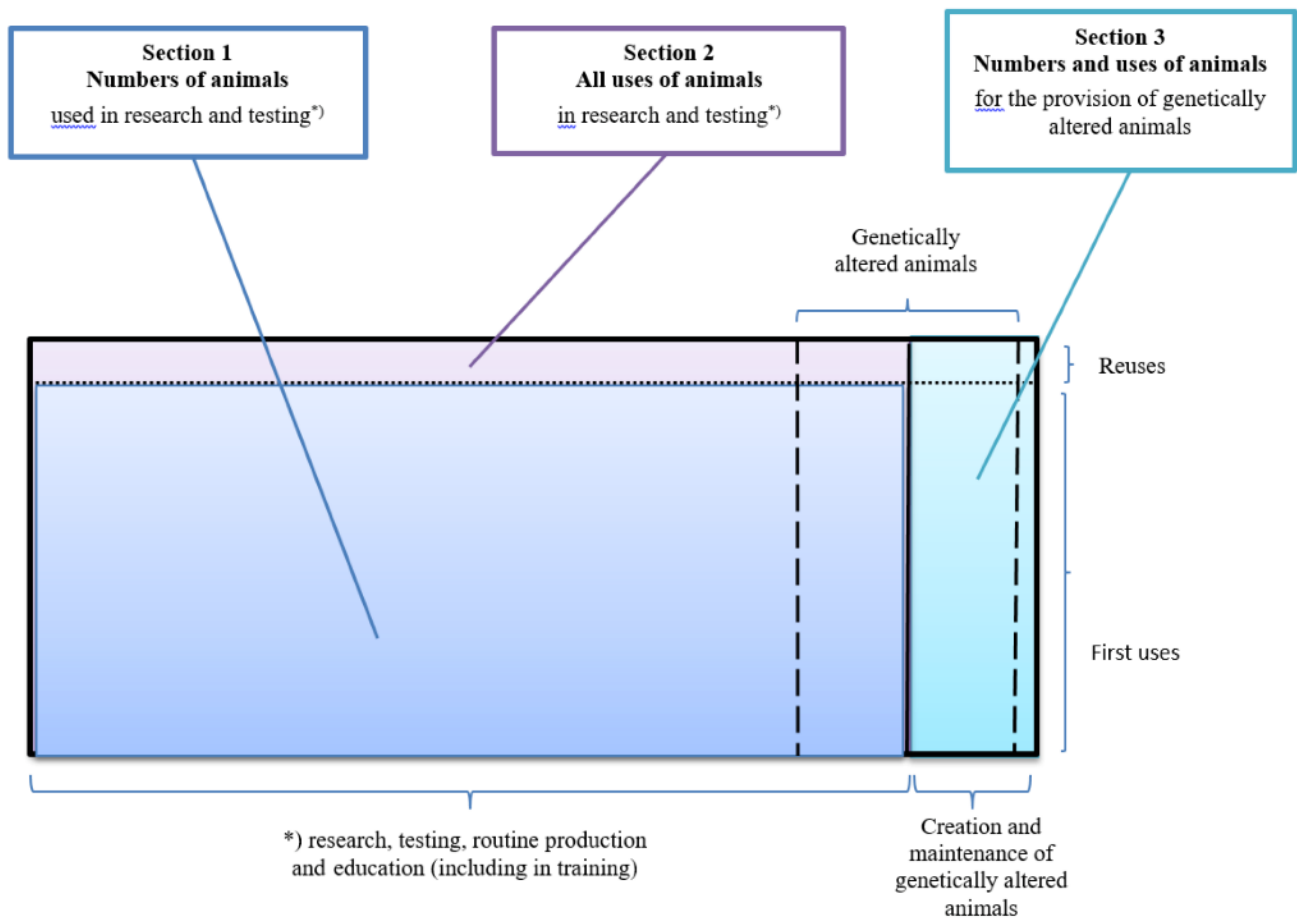 Section 1
Numbers of animals
used in research and testing*)
Section 2
All uses of animals
in research and testing*)
Section 3
Numbers and uses of animals
for the provision of genetically
altered animals
Genetically
altered animals
Reuses
First uses
*) research, testing, routine production
and education (including in training)
Creation and
maintenance of
genetically altered
animals